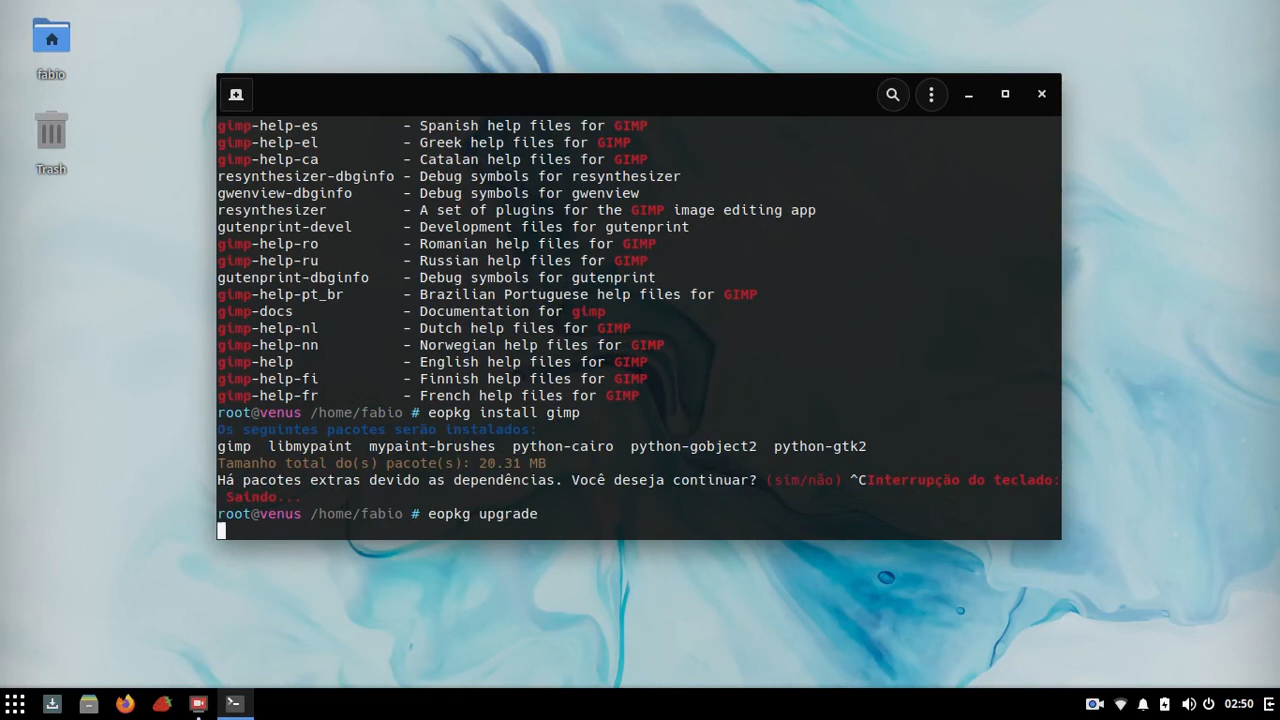 fabio
Trash
gimp-help-es - Spanish help files for GIMP
gimp-help-el - Greek help files for GIMP
gimp-help-ca - Catalan help files for GIMP
resynthesizer-dbginfo - Debug symbols for resynthesizer
gwenview-dbginfo - Debug symbols for gwenview
resynthesizer - A set of plugins for the GIMP image editing app
gutenprint-devel - Development files for gutenprint
gimp-help-ro - Romanian help files for GIMP
gimp-help-ru - Russian help files for GIMP
gutenprint-dbginfo - Debug symbols for gutenprint
gimp-help-pt_br - Brazilian Portuguese help files for GIMP
gimp-docs - Documentation for gimp
gimp-help-nl - Dutch help files for GIMP
gimp-help-nn - Norwegian help files for GIMP
gimp-help - English help files for GIMP
gimp-help-fi - Finnish help files for GIMP
gimp-help-fr - French help files for GIMP
root@venus /home/fabio # eopkg install gimp
Os seguintes pacotes serão instalados:
gimp libmypaint mypaint-brushes python-cairo python-gobject2 python-gtk2
Tamanho total do(s) pacote(s): 20.31 MB
Há pacotes extras devido as dependências. Você deseja continuar? (sim/não) ^CInterrupção do teclado:
Saindo...
root@venus /home/fabio # eopkg upgrade
02:50